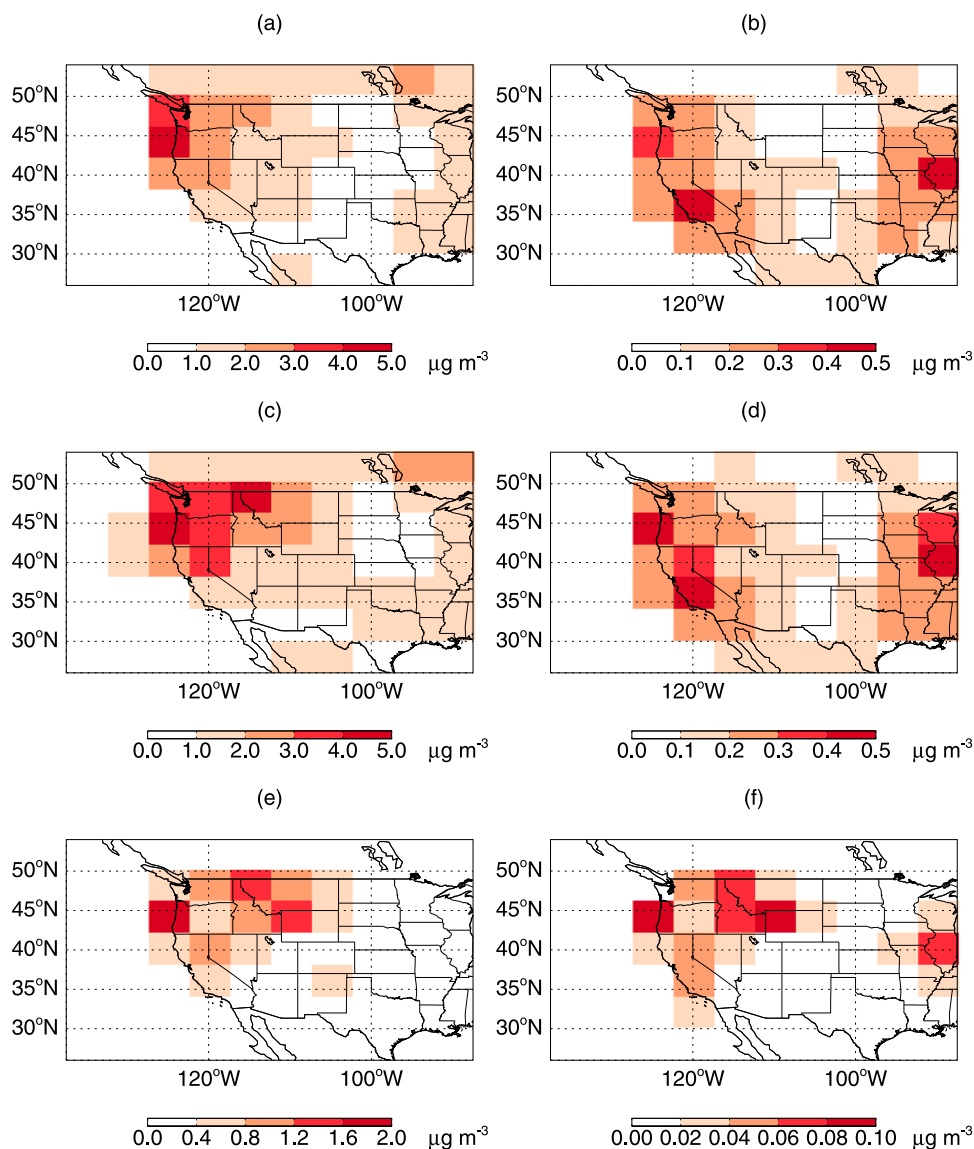 (a) (b)
50°N 50°N
45°N 45°N
40°N 40°N
35°N 35°N
30°N 30°N
120°W 100°W 120°W 100°W
0.0 1.0 2.0 3.0 4.0 5.0 μg m⁻³ 0.0 0.1 0.2 0.3 0.4 0.5 μg m⁻³
(c) (d)
50°N 50°N
45°N 45°N
40°N 40°N
35°N 35°N
30°N 30°N
120°W 100°W 120°W 100°W
0.0 1.0 2.0 3.0 4.0 5.0 μg m⁻³ 0.0 0.1 0.2 0.3 0.4 0.5 μg m⁻³
(e) (f)
50°N 50°N
45°N 45°N
40°N 40°N
35°N 35°N
30°N 30°N
120°W 100°W 120°W 100°W
0.0 0.4 0.8 1.2 1.6 2.0 μg m⁻³ 0.00 0.02 0.04 0.06 0.08 0.10 μg m⁻³